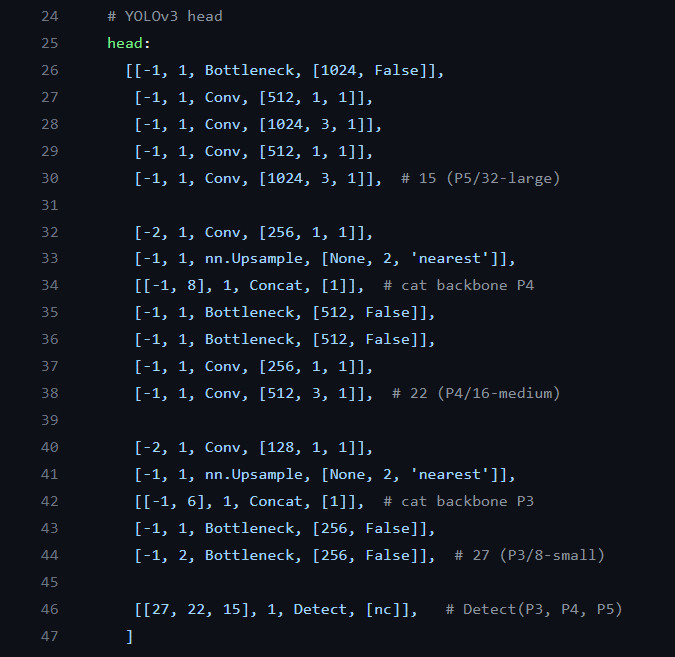 24 # YOLOv3 head
25 head:
26 [[-1, 1, Bottleneck, [1024, False]],
27 [-1, 1, Conv, [512, 1, 1]],
28 [-1, 1, Conv, [1024, 3, 1]],
29 [-1, 1, Conv, [512, 1, 1]],
30 [-1, 1, Conv, [1024, 3, 1]], # 15 (P5/32-large)
31
32 [-2, 1, Conv, [256, 1, 1]],
33 [-1, 1, nn.Upsample, [None, 2, 'nearest']],
34 [[-1, 8], 1, Concat, [1]], # cat backbone P4
35 [-1, 1, Bottleneck, [512, False]],
36 [-1, 1, Bottleneck, [512, False]],
37 [-1, 1, Conv, [256, 1, 1]],
38 [-1, 1, Conv, [512, 3, 1]], # 22 (P4/16-medium)
39
40 [-2, 1, Conv, [128, 1, 1]],
41 [-1, 1, nn.Upsample, [None, 2, 'nearest']],
42 [[-1, 6], 1, Concat, [1]], # cat backbone P3
43 [-1, 1, Bottleneck, [256, False]],
44 [-1, 2, Bottleneck, [256, False]], # 27 (P3/8-small)
45
46 [[27, 22, 15], 1, Detect, [nc]], # Detect(P3, P4, P5)
47 ]